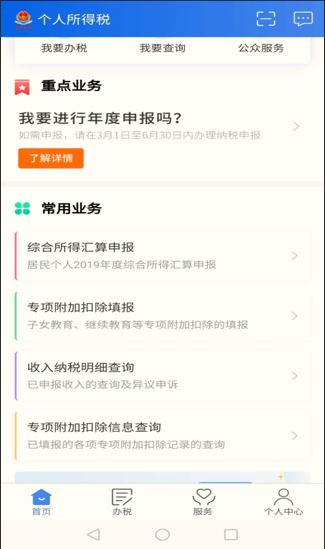 个人所得税
我要办税
我要查询
公众服务
重点业务
我要进行年度申报吗？
如需申报，请在3月1日至6月30日内办理纳税申报
了解详情
常用业务
综合所得汇算申报
居民个人2019年度综合所得汇算申报
专项附加扣除填报
子女教育、继续教育等专项附加扣除的填报
收入纳税明细查询
已申报收入的查询及异议申诉
专项附加扣除信息查询
已填报的各项专项附加扣除记录的查询
首页
办税
服务
个人中心